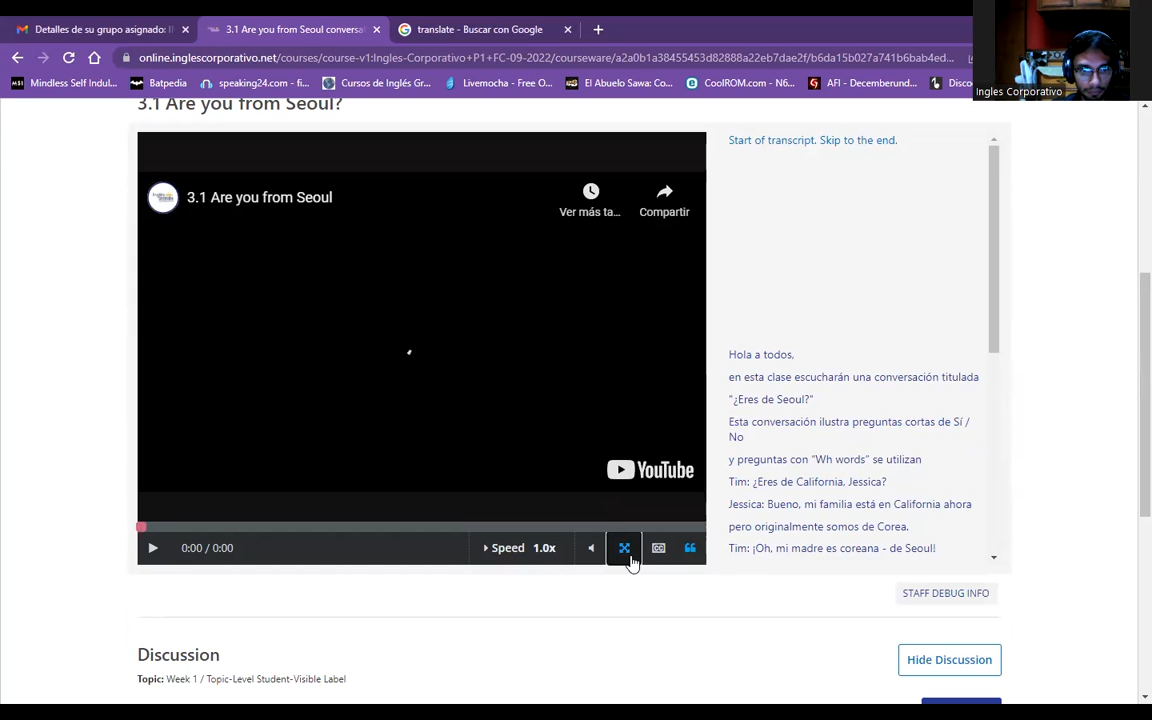 Detalles de su grupo asignado: I
3.1 Are you from Seoul conversa
translate - Buscar con Google
online.inglescorporativo.net/courses/course-v1:Ingles-Corporativo+P1+FC-09-2022/courseware/a2a0b1a38455453d82888a22eb7dae2f/b6da15b027a741b6bab4ed...
Mindless Self Indul...
Batpedia
speaking24.com - fi...
Cursos de Inglés Gr...
Livemocha - Free O...
El Abuelo Sawa: Co...
CoolROM.com - N6...
AFI - Decemberund...
Disco
Ingles Corporativo
3.1 Are you from Seoul?
3.1 Are you from Seoul
Ver más ta...
Compartir
YouTube
0:00 / 0:00
Speed 1.0x
CC
Start of transcript. Skip to the end.
Hola a todos,
en esta clase escucharán una conversación titulada
"¿Eres de Seoul?"
Esta conversación ilustra preguntas cortas de Sí /
No
y preguntas con "Wh words" se utilizan
Tim: ¿Eres de California, Jessica?
Jessica: Bueno, mi familia está en California ahora
pero originalmente somos de Corea.
Tim: ¡Oh, mi madre es coreana - de Seoul!
STAFF DEBUG INFO
Discussion
Hide Discussion
Topic: Week 1 / Topic-Level Student-Visible Label